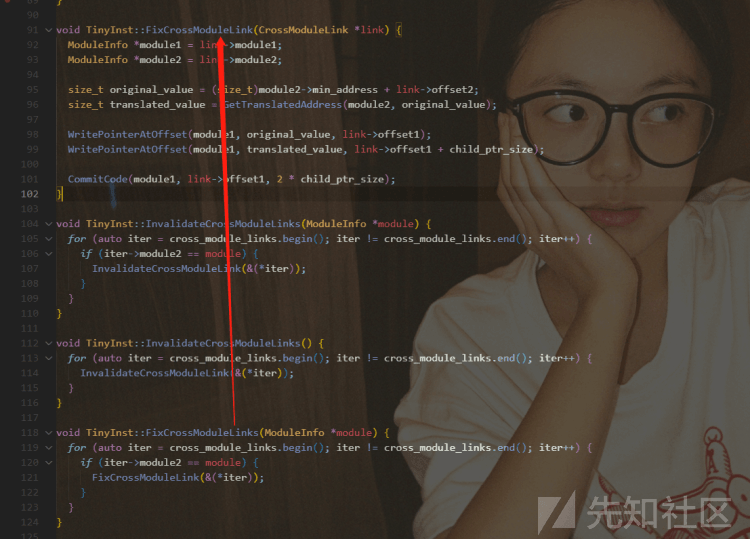 89 }
90
91 void TinyInst::FixCrossModuleLink(CrossModuleLink *link) {
92 ModuleInfo *module1 = link->module1;
93 ModuleInfo *module2 = link->module2;
94
95 size_t original_value = (size_t)module2->min_address + link->offset2;
96 size_t translated_value = GetTranslatedAddress(module2, original_value);
97
98 WritePointerAtOffset(module1, original_value, link->offset1);
99 WritePointerAtOffset(module1, translated_value, link->offset1 + child_ptr_size);
100
101 CommitCode(module1, link->offset1, 2 * child_ptr_size);
102 }
103
104 void TinyInst::InvalidateCrossModuleLinks(ModuleInfo *module) {
105 for (auto iter = cross_module_links.begin(); iter != cross_module_links.end(); iter++) {
106 if (iter->module2 == module) {
107 InvalidateCrossModuleLink(&(*iter));
108 }
109 }
110 }
111
112 void TinyInst::InvalidateCrossModuleLinks() {
113 for (auto iter = cross_module_links.begin(); iter != cross_module_links.end(); iter++) {
114 InvalidateCrossModuleLink(&(*iter));
115 }
116 }
117
118 void TinyInst::FixCrossModuleLinks(ModuleInfo *module) {
119 for (auto iter = cross_module_links.begin(); iter != cross_module_links.end(); iter++) {
120 if (iter->module2 == module) {
121 FixCrossModuleLink(&(*iter));
122 }
123 }
124 }
125
先知社区